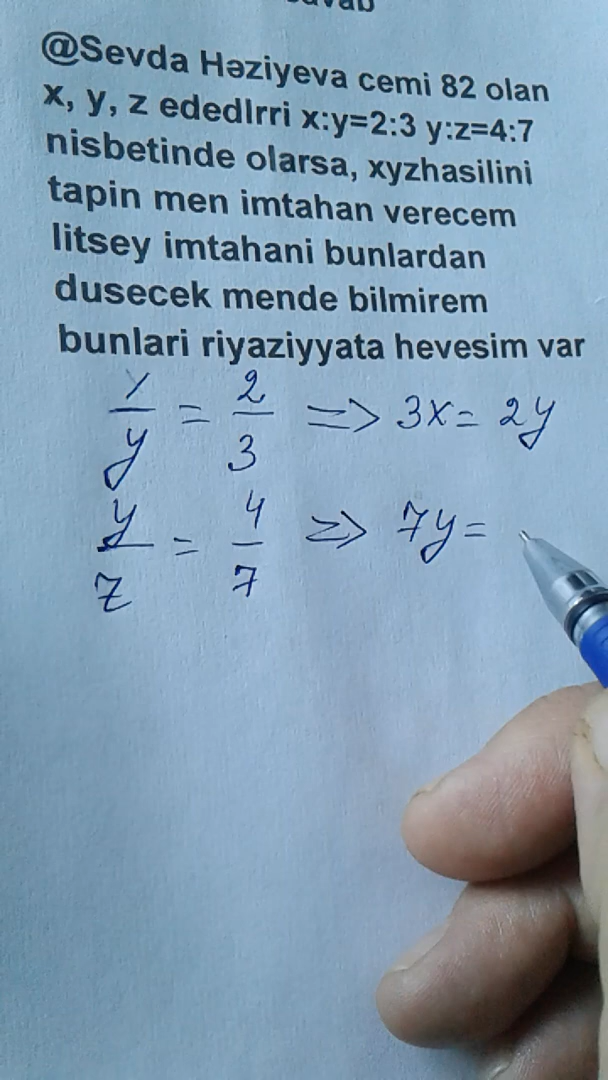 @Sevda Həziyeva cemi 82 olan
x, y, z ededlrri x:y=2:3 y:z=4:7
nisbetinde olarsa, xyzhasilini
tapin men imtahan verecem
litsey imtahani bunlardan
dusecek mende bilmirem
bunlari riyaziyyata hevesim var
x/y = 2/3 => 3x = 2y
y/z = 4/7 => 7y =